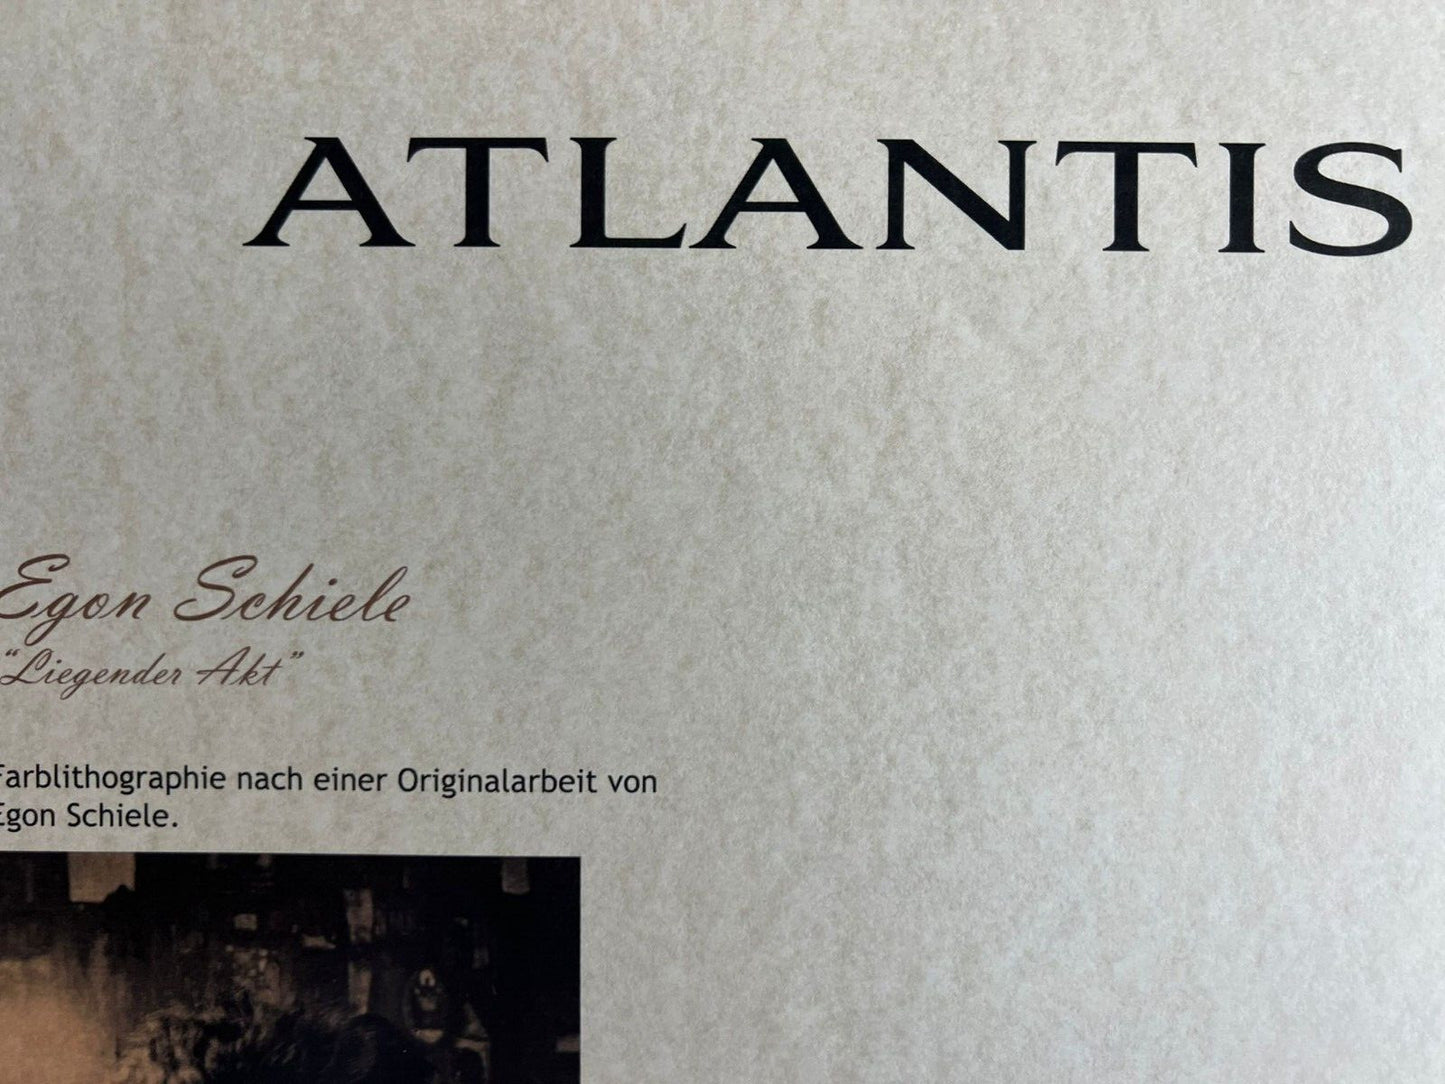 ATLANTIS
Egon Schiele
"Liegender Akt"
Farblithographie nach einer Originalarbeit von
Egon Schiele.